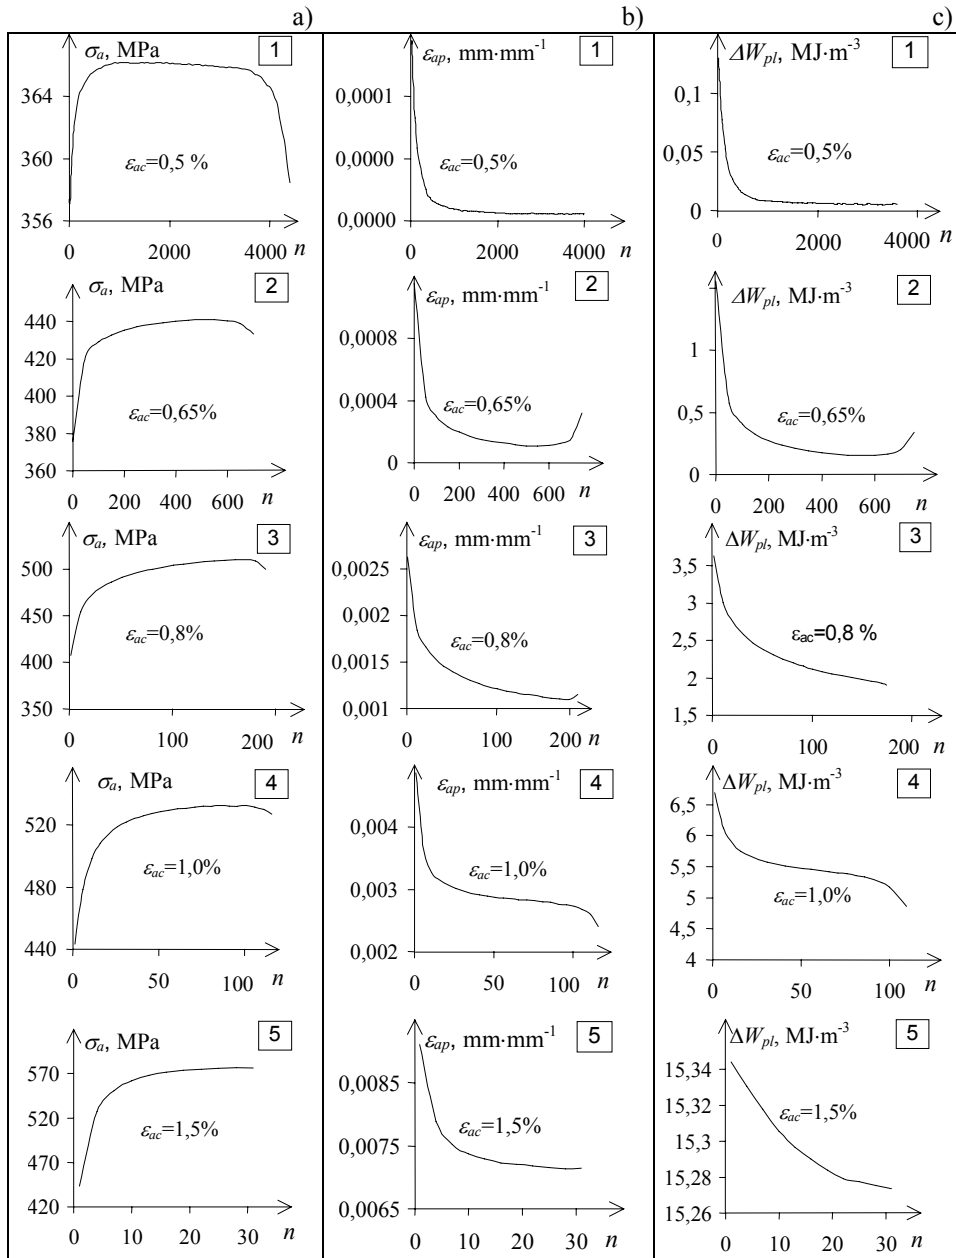 a) b) c)
σa, MPa 1
364
360
356
εac=0,5 %
0 2000 4000 n
εap, mm·mm-1 1
0,0001
0,0000
0,0000
εac=0,5%
0 2000 4000 n
ΔWpl, MJ·m-3 1
0,1
0,05
0
εac=0,5%
0 2000 4000 n
σa, MPa 2
440
420
400
380
360
εac=0,65%
0 200 400 600 n
εap, mm·mm-1 2
0,0008
0,0004
0
εac=0,65%
0 200 400 600 n
ΔWpl, MJ·m-3 2
1
0,5
0
εac=0,65%
0 200 400 600 n
σa, MPa 3
500
450
400
350
εac=0,8%
0 100 200 n
εap, mm·mm-1 3
0,0025
0,002
0,0015
0,001
εac=0,8%
0 100 200 n
ΔWpl, MJ·m-3 3
3,5
3
2,5
2
1,5
εac=0,8 %
0 100 200 n
σa, MPa 4
520
480
440
εac=1,0%
0 50 100 n
εap, mm·mm-1 4
0,004
0,003
0,002
εac=1,0%
0 50 100 n
ΔWpl, MJ·m-3 4
6,5
6
5,5
5
4,5
4
εac=1,0%
0 50 100 n
σa, MPa 5
570
520
470
420
εac=1,5%
0 10 20 30 n
εap, mm·mm-1 5
0,0085
0,0075
0,0065
εac=1,5%
0 10 20 30 n
ΔWpl, MJ·m-3 5
15,34
15,32
15,3
15,28
15,26
εac=1,5%
0 10 20 30 n